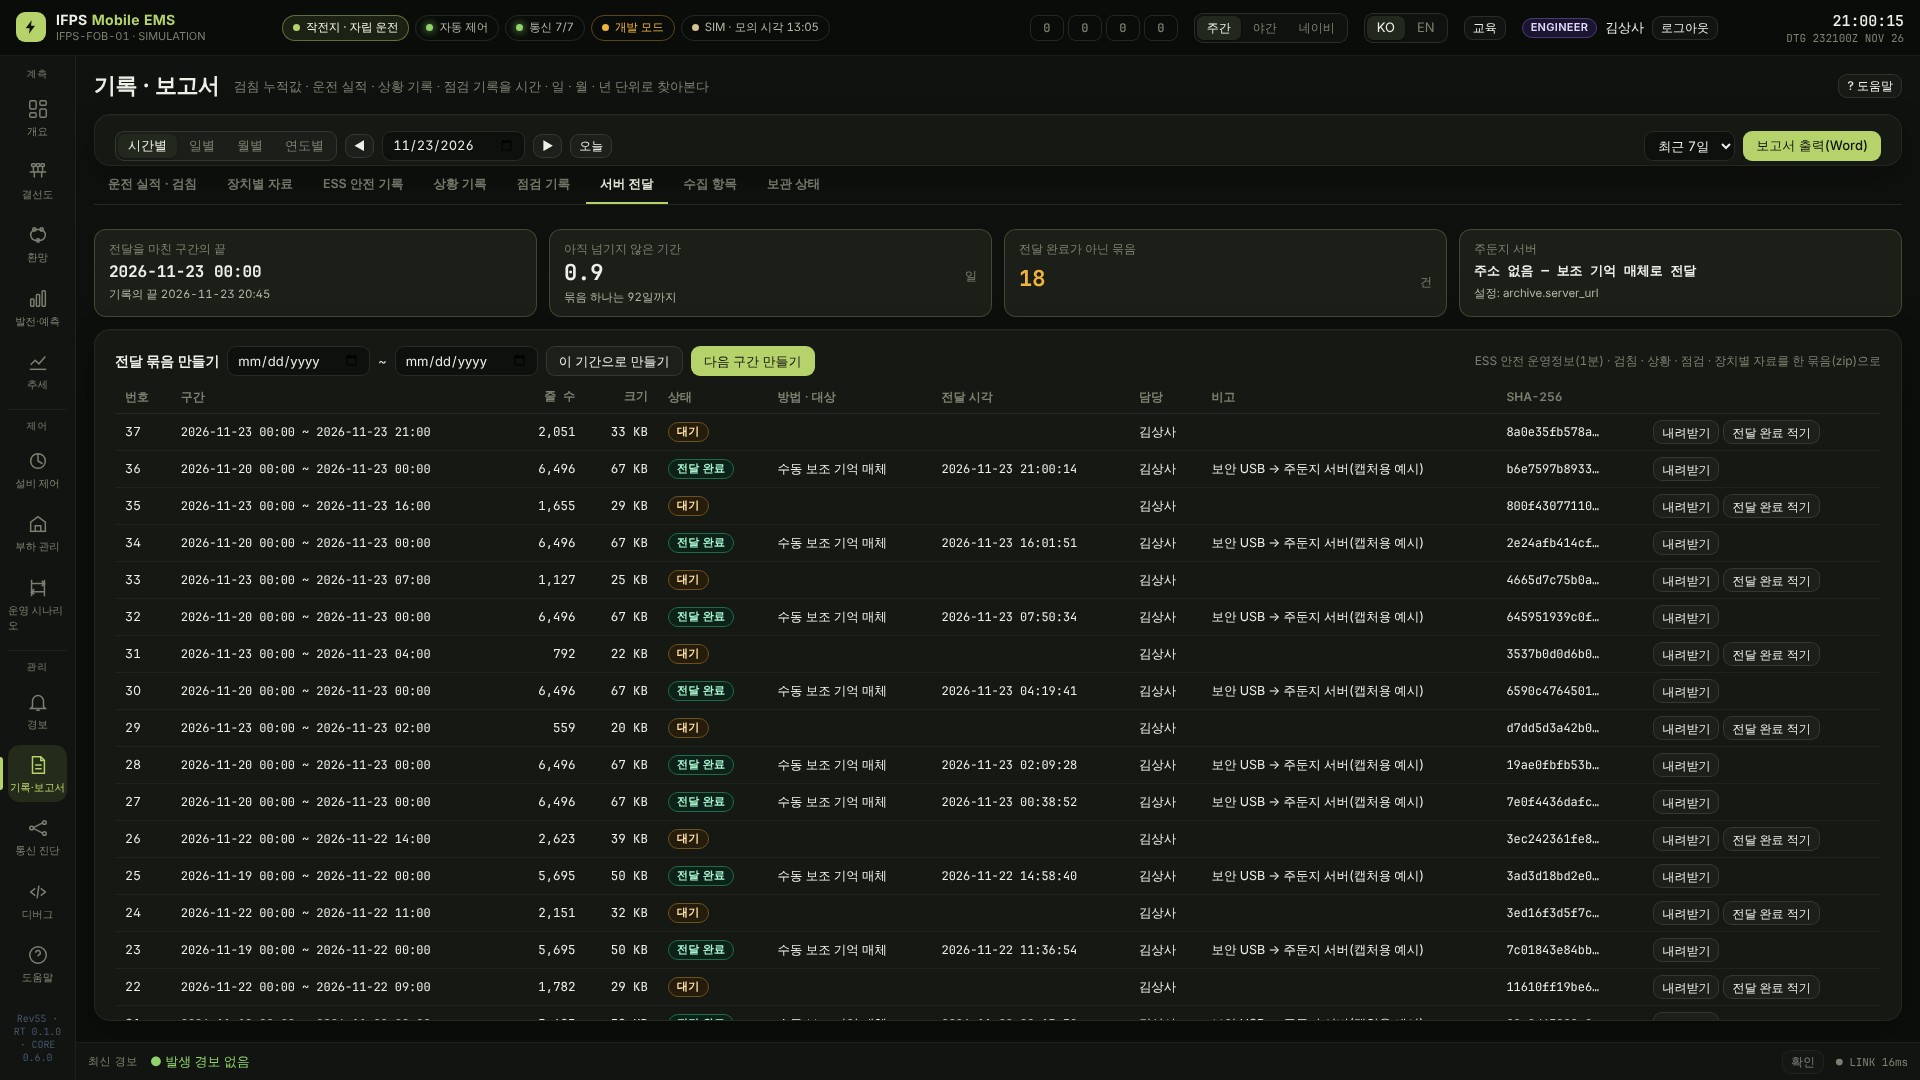 IFPS Mobile EMS
IFPS-FOB-01 · SIMULATION
작전지 · 자립 운전
자동 제어
통신 7/7
개발 모드
SIM · 모의 시각 13:05
0 0 0 0
주간 야간 네이비
KO EN
교육
ENGINEER 김상사 로그아웃
21:00:15
DTG 232100Z NOV 26
계측
개요
결선도
환망
발전·예측
추세
제어
설비 제어
부하 관리
운영 시나리오
관리
경보
기록·보고서
통신 진단
디버그
도움말
Rev55 ·
RT 0.1.0
· CORE
0.6.0
기록 · 보고서 검침 누적값 · 운전 실적 · 상황 기록 · 점검 기록을 시간 · 일 · 월 · 년 단위로 찾아본다
? 도움말
시간별 일별 월별 연도별 ◀ 11/23/2026 ▶ 오늘
최근 7일 보고서 출력(Word)
운전 실적 · 검침 장치별 자료 ESS 안전 기록 상황 기록 점검 기록 서버 전달 수집 항목 보관 상태
전달을 마친 구간의 끝
2026-11-23 00:00
기록의 끝 2026-11-23 20:45
아직 넘기지 않은 기간
0.9 일
묶음 하나는 92일까지
전달 완료가 아닌 묶음
18 건
주둔지 서버
주소 없음 — 보조 기억 매체로 전달
설정: archive.server_url
전달 묶음 만들기 mm/dd/yyyy ~ mm/dd/yyyy 이 기간으로 만들기 다음 구간 만들기 ESS 안전 운영정보(1분) · 검침 · 상황 · 점검 · 장치별 자료를 한 묶음(zip)으로
번호 구간 줄 수 크기 상태 방법 · 대상 전달 시각 담당 비고 SHA-256
37 2026-11-23 00:00 ~ 2026-11-23 21:00 2,051 33 KB 대기 김상사 8a0e35fb578a… 내려받기 전달 완료 적기
36 2026-11-20 00:00 ~ 2026-11-23 00:00 6,496 67 KB 전달 완료 수동 보조 기억 매체 2026-11-23 21:00:14 김상사 보안 USB → 주둔지 서버(캡처용 예시) b6e7597b8933… 내려받기
35 2026-11-23 00:00 ~ 2026-11-23 16:00 1,655 29 KB 대기 김상사 800f43077110… 내려받기 전달 완료 적기
34 2026-11-20 00:00 ~ 2026-11-23 00:00 6,496 67 KB 전달 완료 수동 보조 기억 매체 2026-11-23 16:01:51 김상사 보안 USB → 주둔지 서버(캡처용 예시) 2e24afb414cf… 내려받기
33 2026-11-23 00:00 ~ 2026-11-23 07:00 1,127 25 KB 대기 김상사 4665d7c75b0a… 내려받기 전달 완료 적기
32 2026-11-20 00:00 ~ 2026-11-23 00:00 6,496 67 KB 전달 완료 수동 보조 기억 매체 2026-11-23 07:50:34 김상사 보안 USB → 주둔지 서버(캡처용 예시) 645951939c0f… 내려받기
31 2026-11-23 00:00 ~ 2026-11-23 04:00 792 22 KB 대기 김상사 3537b0d0d6b0… 내려받기 전달 완료 적기
30 2026-11-20 00:00 ~ 2026-11-23 00:00 6,496 67 KB 전달 완료 수동 보조 기억 매체 2026-11-23 04:19:41 김상사 보안 USB → 주둔지 서버(캡처용 예시) 6590c4764501… 내려받기
29 2026-11-23 00:00 ~ 2026-11-23 02:00 559 20 KB 대기 김상사 d7dd5d3a42b0… 내려받기 전달 완료 적기
28 2026-11-20 00:00 ~ 2026-11-23 00:00 6,496 67 KB 전달 완료 수동 보조 기억 매체 2026-11-23 02:09:28 김상사 보안 USB → 주둔지 서버(캡처용 예시) 19ae0fbfb53b… 내려받기
27 2026-11-20 00:00 ~ 2026-11-23 00:00 6,496 67 KB 전달 완료 수동 보조 기억 매체 2026-11-23 00:38:52 김상사 보안 USB → 주둔지 서버(캡처용 예시) 7e0f4436dafc… 내려받기
26 2026-11-22 00:00 ~ 2026-11-22 14:00 2,623 39 KB 대기 김상사 3ec242361fe8… 내려받기 전달 완료 적기
25 2026-11-19 00:00 ~ 2026-11-22 00:00 5,695 50 KB 전달 완료 수동 보조 기억 매체 2026-11-22 14:58:40 김상사 보안 USB → 주둔지 서버(캡처용 예시) 3ad3d18bd2e0… 내려받기
24 2026-11-22 00:00 ~ 2026-11-22 11:00 2,151 32 KB 대기 김상사 3ed16f3d5f7c… 내려받기 전달 완료 적기
23 2026-11-19 00:00 ~ 2026-11-22 00:00 5,695 50 KB 전달 완료 수동 보조 기억 매체 2026-11-22 11:36:54 김상사 보안 USB → 주둔지 서버(캡처용 예시) 7c01843e84bb… 내려받기
22 2026-11-22 00:00 ~ 2026-11-22 09:00 1,782 29 KB 대기 김상사 11610ff19be6… 내려받기 전달 완료 적기
최신 경보 발생 경보 없음
확인 LINK 16ms